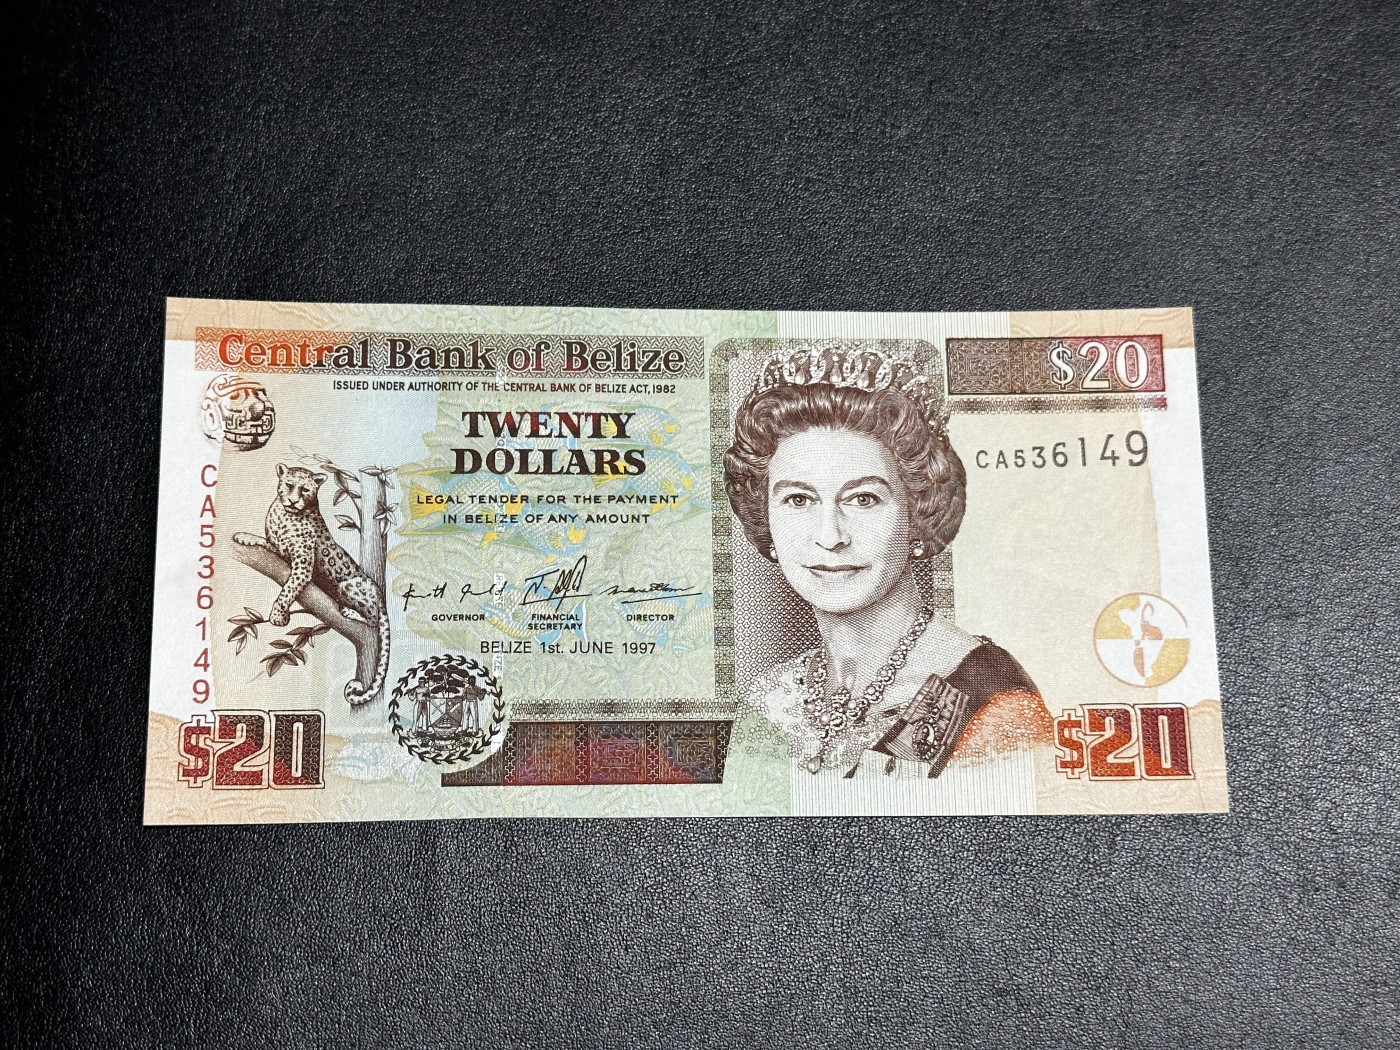 Central Bank of Belize
ISSUED UNDER AUTHORITY OF THE CENTRAL BANK OF BELIZE ACT, 1982
$20
TWENTY
DOLLARS
CA536149
LEGAL TENDER FOR THE PAYMENT
IN BELIZE OF ANY AMOUNT
CA536149
GOVERNOR
FINANCIAL
SECRETARY
DIRECTOR
BELIZE 1st. JUNE 1997
$20
$20